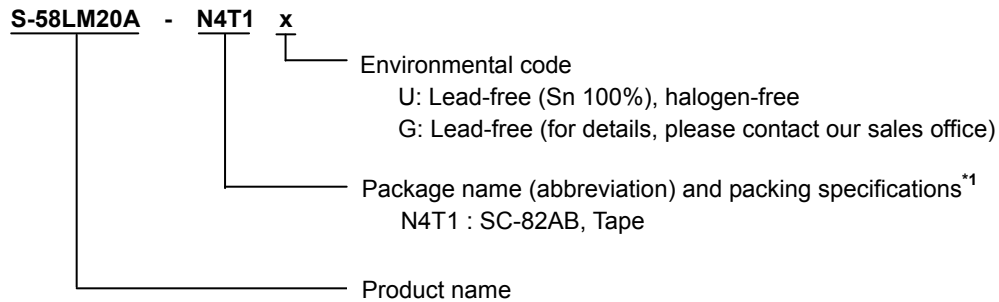 S-58LM20A - N4T1 x
Environmental code
U: Lead-free (Sn 100%), halogen-free
G: Lead-free (for details, please contact our sales office)
Package name (abbreviation) and packing specifications*1
N4T1 : SC-82AB, Tape
Product name